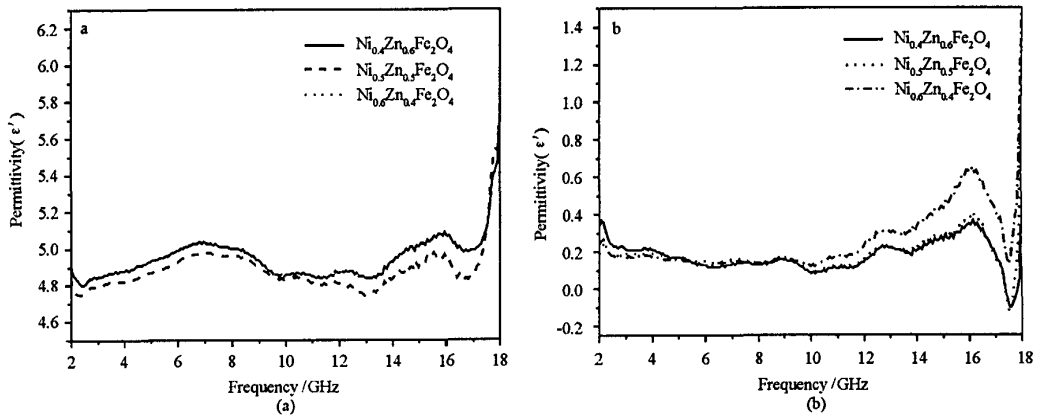 a
Ni0.4Zn0.6Fe2O4
Ni0.5Zn0.5Fe2O4
Ni0.6Zn0.4Fe2O4
6.2
6.0
5.8
5.6
5.4
5.2
5.0
4.8
4.6
Permittivity( ε′)
2 4 6 8 10 12 14 16 18
Frequency /GHz
(a)
b
Ni0.4Zn0.6Fe2O4
Ni0.5Zn0.5Fe2O4
Ni0.6Zn0.4Fe2O4
1.4
1.2
1.0
0.8
0.6
0.4
0.2
0.0
-0.2
Permittivity( ε′)
2 4 6 8 10 12 14 16 18
Frequency /GHz
(b)